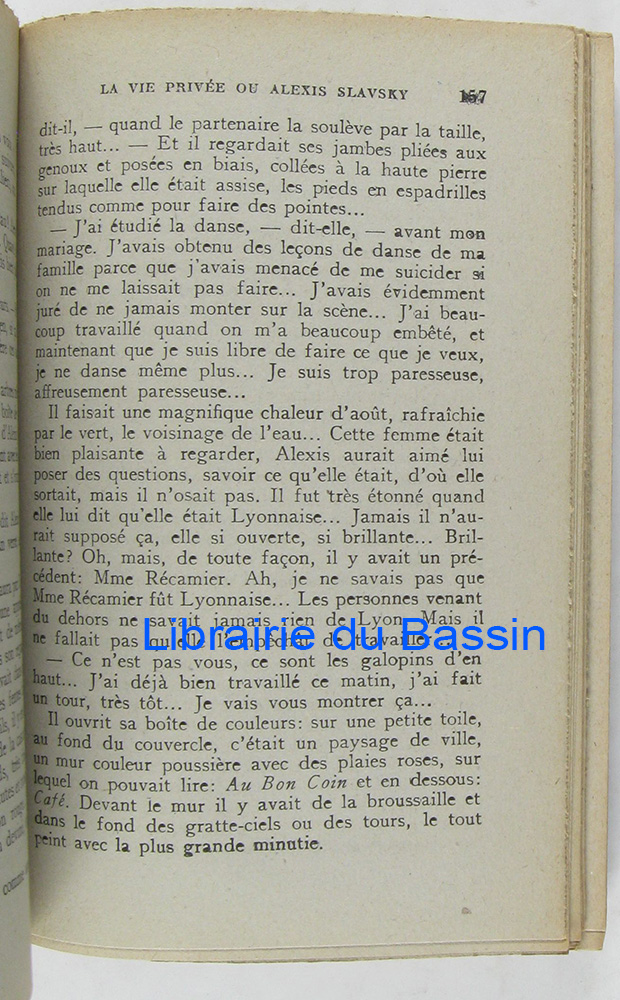 LA VIE PRIVÉE OU ALEXIS SLAVSKY 157
dit-il, — quand le partenaire la soulève par la taille,
très haut... — Et il regardait ses jambes pliées aux
genoux et posées en biais, collées à la haute pierre
sur laquelle elle était assise, les pieds en espadrilles
tendus comme pour faire des pointes...
— J'ai étudié la danse, — dit-elle, — avant mon
mariage. J'avais obtenu des leçons de danse de ma
famille parce que j'avais menacé de me suicider si
on ne me laissait pas faire... J'avais évidemment
juré de ne jamais monter sur la scène... J'ai beau-
coup travaillé quand on m'a beaucoup embêté, et
maintenant que je suis libre de faire ce que je veux,
je ne danse même plus... Je suis trop paresseuse,
affreusement paresseuse...
Il faisait une magnifique chaleur d'août, rafraîchie
par le vert, le voisinage de l'eau... Cette femme était
bien plaisante à regarder, Alexis aurait aimé lui
poser des questions, savoir ce qu'elle était, d'où elle
sortait, mais il n'osait pas. Il fut très étonné quand
elle lui dit qu'elle était Lyonnaise... Jamais il n'au-
rait supposé ça, elle si ouverte, si brillante... Bril-
lante? Oh, mais, de toute façon, il y avait un pré-
cédent: Mme Récamier. Ah, je ne savais pas que
Mme Récamier fût Lyonnaise... Les personnes venant
du dehors ne savait jamais rien de Lyon. Mais il
ne fallait pas qu'elle l'empêchât de travailler...
Librairie du Bassin
— Ce n'est pas vous, ce sont les galopins d'en
haut... J'ai déjà bien travaillé ce matin, j'ai fait
un tour, très tôt... Je vais vous montrer ça...
Il ouvrit sa boîte de couleurs: sur une petite toile,
au fond du couvercle, c'était un paysage de ville,
un mur couleur poussière avec des plaies roses, sur
lequel on pouvait lire: Au Bon Coin et en dessous:
Café. Devant le mur il y avait de la broussaille et
dans le fond des gratte-ciels ou des tours, le tout
peint avec la plus grande minutie.